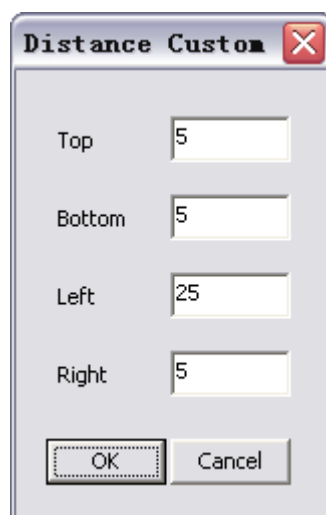 Distance Custom
Top 5
Bottom 5
Left 25
Right 5
OK Cancel